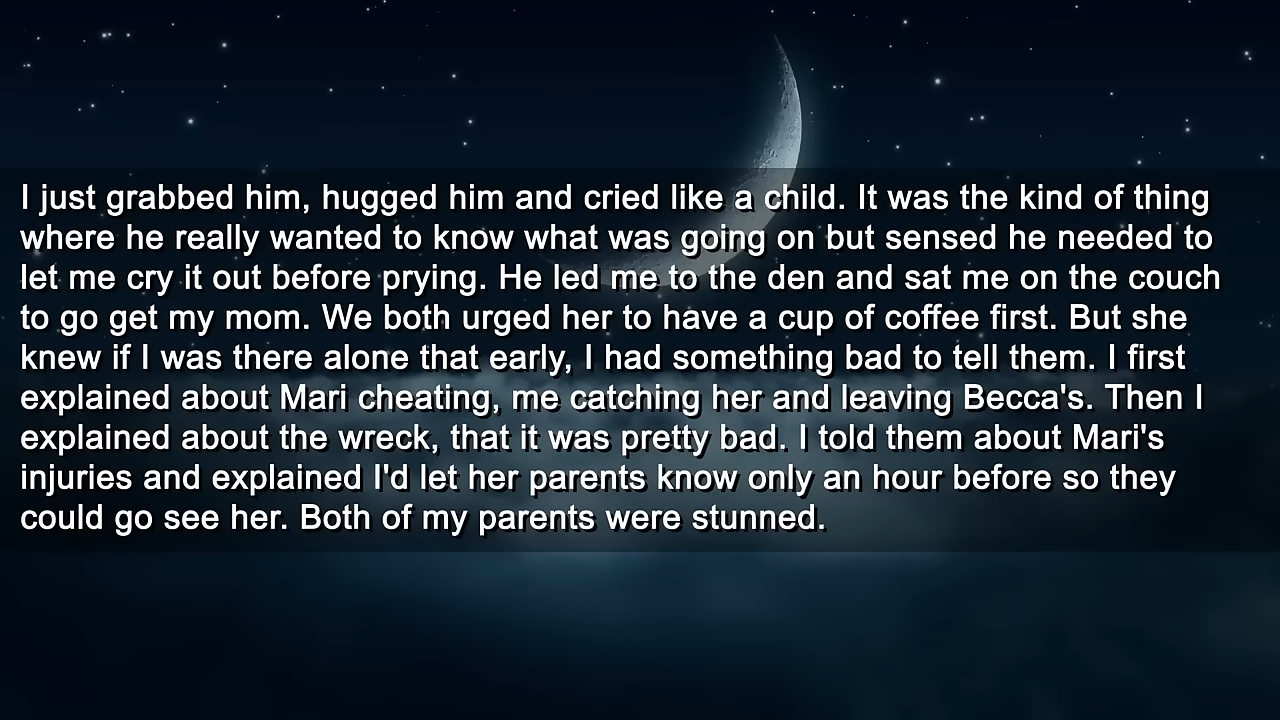 I just grabbed him, hugged him and cried like a child. It was the kind of thing
where he really wanted to know what was going on but sensed he needed to
let me cry it out before prying. He led me to the den and sat me on the couch
to go get my mom. We both urged her to have a cup of coffee first. But she
knew if I was there alone that early, I had something bad to tell them. I first
explained about Mari cheating, me catching her and leaving Becca's. Then I
explained about the wreck, that it was pretty bad. I told them about Mari's
injuries and explained I'd let her parents know only an hour before so they
could go see her. Both of my parents were stunned.